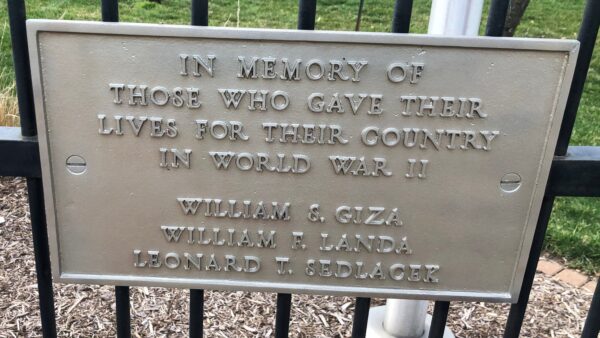 IN MEMORY OF
THOSE WHO GAVE THEIR
LIVES FOR THEIR COUNTRY
IN WORLD WAR II
WILLIAM S. GIZA
WILLIAM F. LANDA
LEONARD T. SEDLACEK